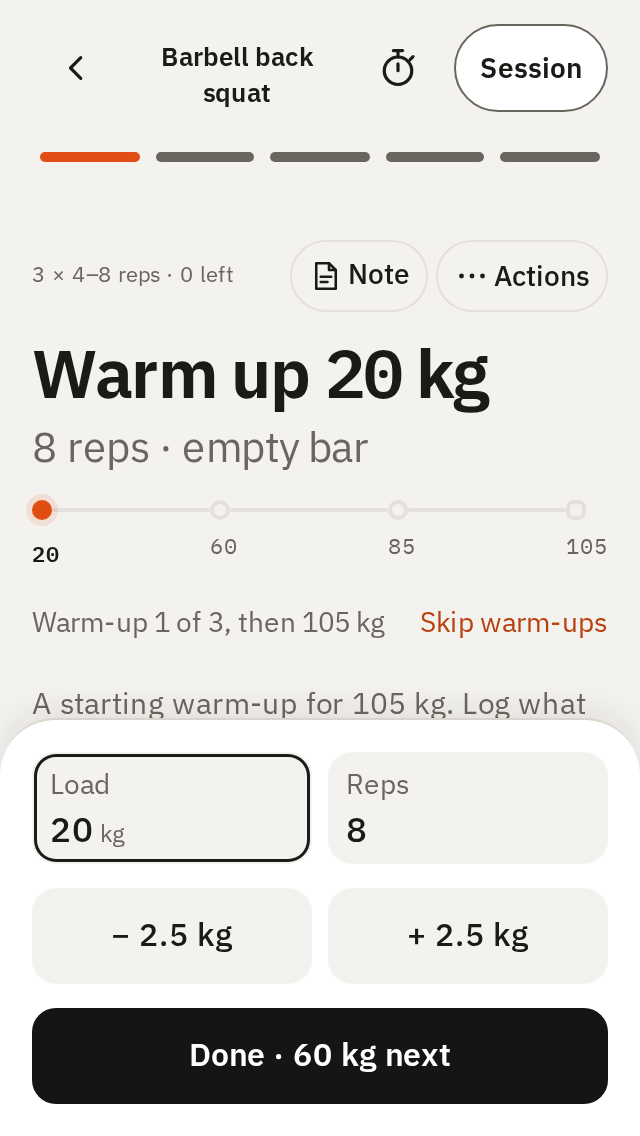 Barbell back
squat
Session
3 × 4–8 reps · 0 left
Note
··· Actions
Warm up 20 kg
8 reps · empty bar
20 60 85 105
Warm-up 1 of 3, then 105 kg
Skip warm-ups
A starting warm-up for 105 kg. Log what
Load
20 kg
Reps
8
− 2.5 kg
+ 2.5 kg
Done · 60 kg next